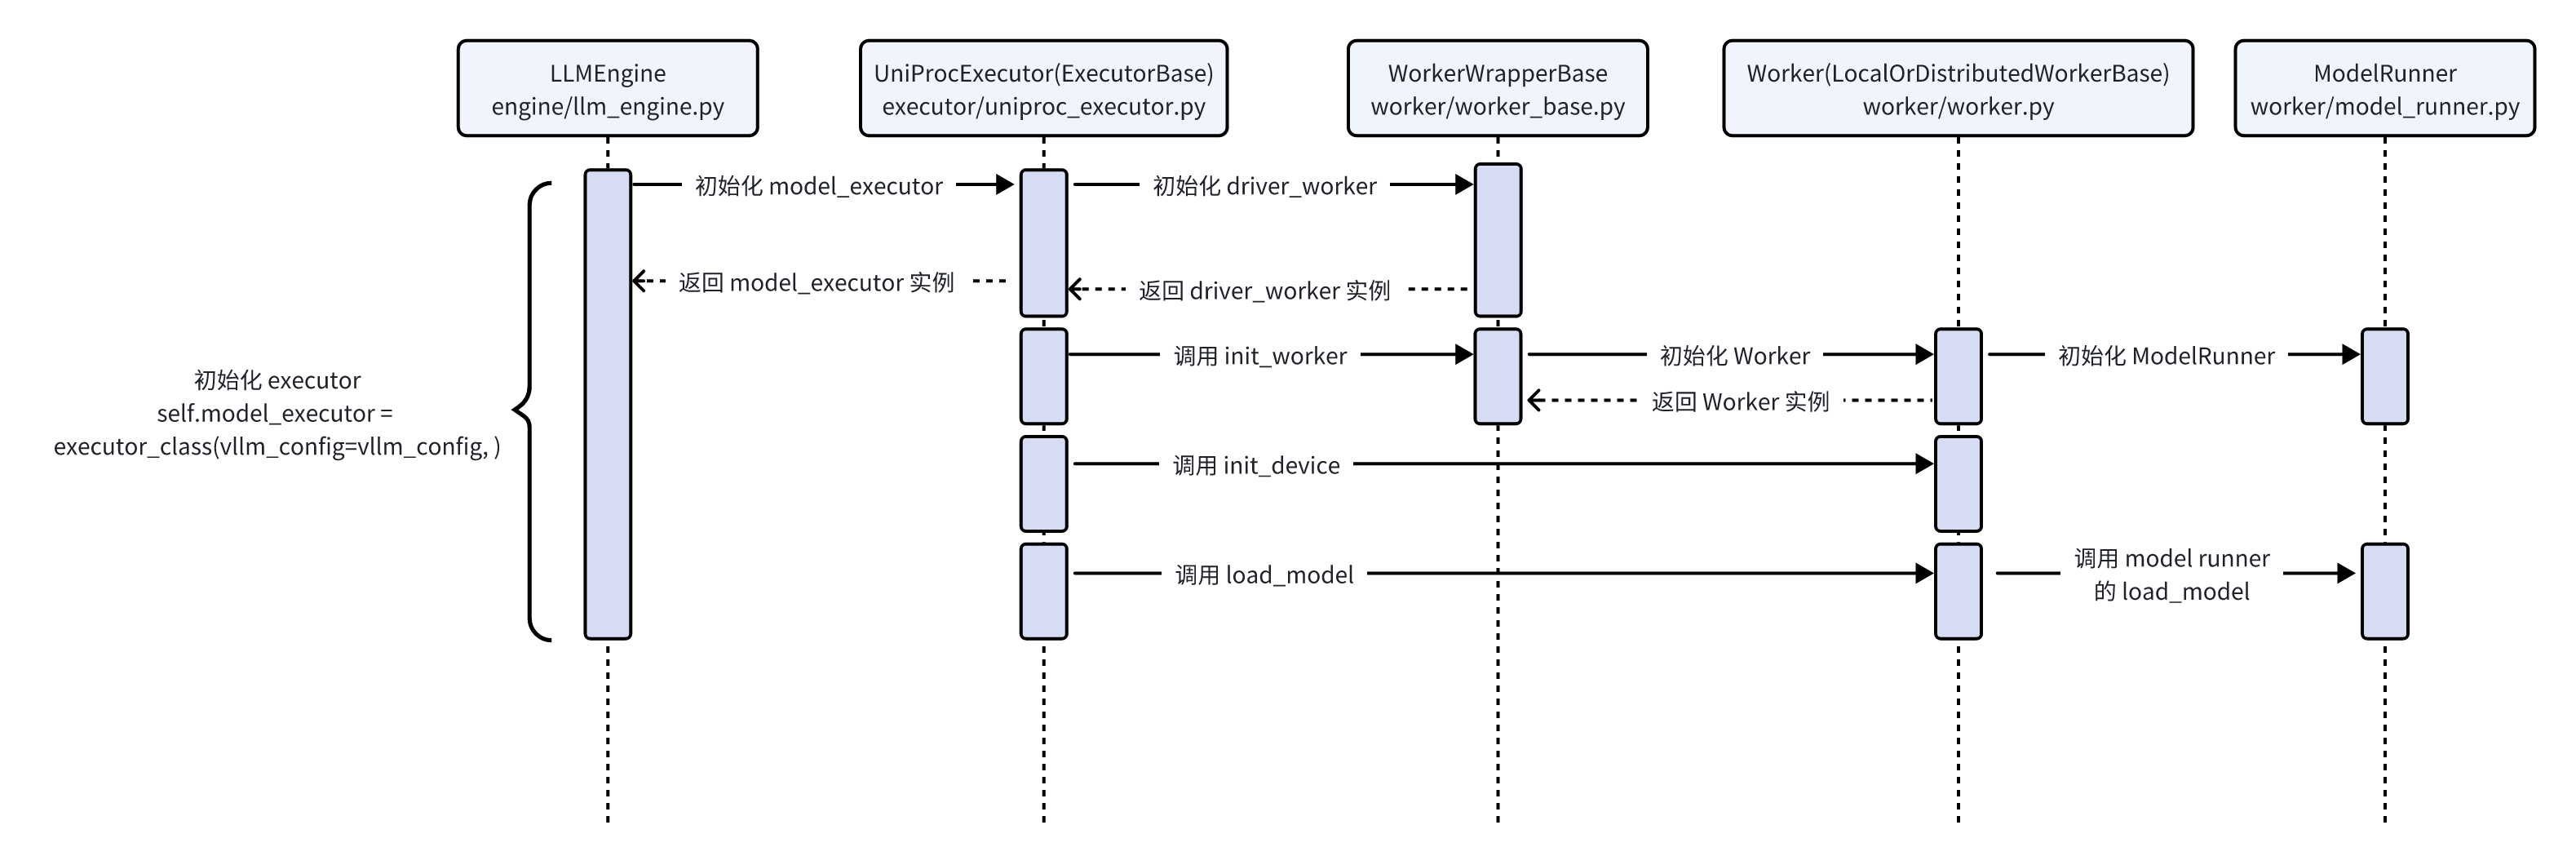 LLMEngine
engine/llm_engine.py
UniProcExecutor(ExecutorBase)
executor/uniproc_executor.py
WorkerWrapperBase
worker/worker_base.py
Worker(LocalOrDistributedWorkerBase)
worker/worker.py
ModelRunner
worker/model_runner.py
初始化 model_executor
初始化 driver_worker
返回 model_executor 实例
返回 driver_worker 实例
初始化 executor
self.model_executor =
executor_class(vllm_config=vllm_config, )
调用 init_worker
初始化 Worker
初始化 ModelRunner
返回 Worker 实例
调用 init_device
调用 load_model
调用 model runner
的 load_model